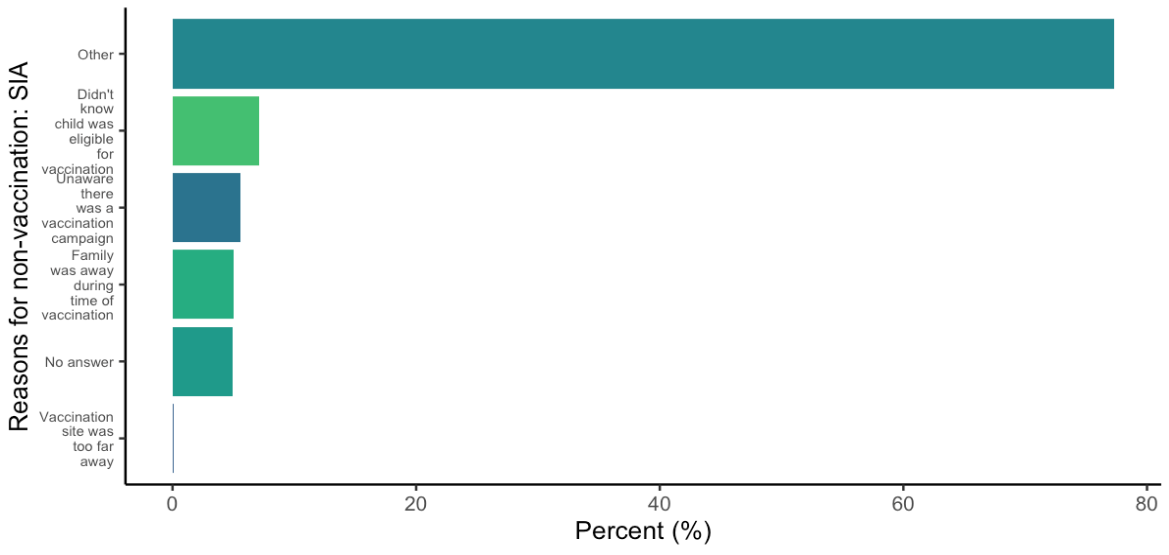 Reasons for non-vaccination: SIA
Other
Didn't
know
child was
eligible
for
vaccination
Unaware
there
was a
vaccination
campaign
Family
was away
during
time of
vaccination
No answer
Vaccination
site was
too far
away
0 20 40 60 80
Percent (%)